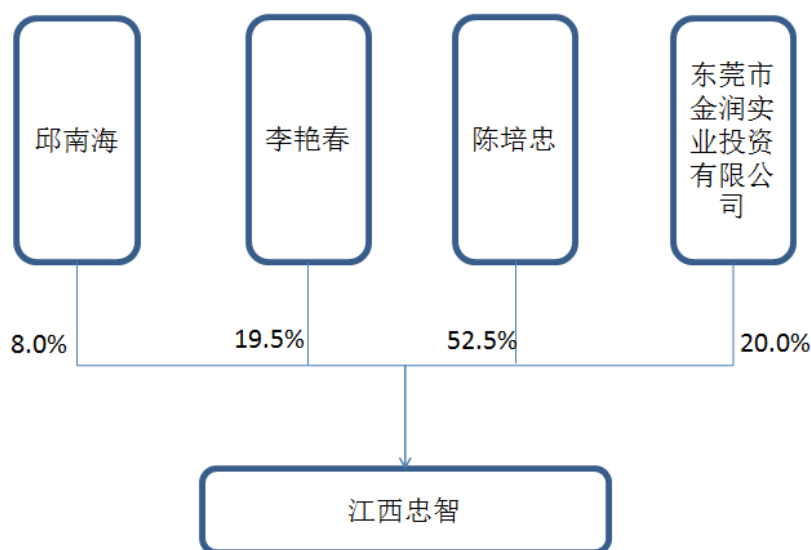 邱南海
李艳春
陈培忠
东莞市
金润实
业投资
有限公
司
8.0%
19.5%
52.5%
20.0%
江西忠智